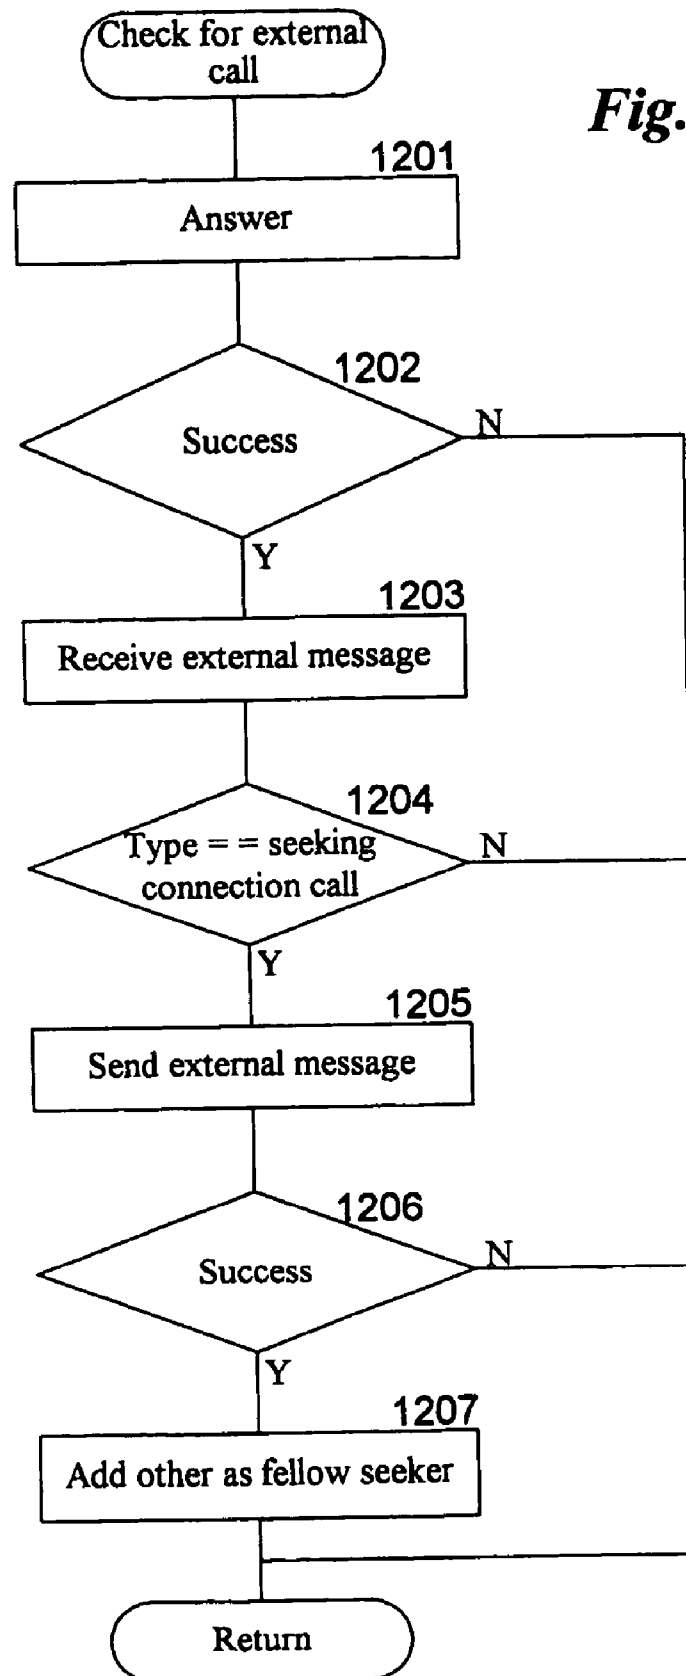 Check for external
call
Fig.
1201
Answer
1202
Success
N
Y
1203
Receive external message
1204
Type = = seeking
connection call
N
Y
1205
Send external message
1206
Success
N
Y
1207
Add other as fellow seeker
Return